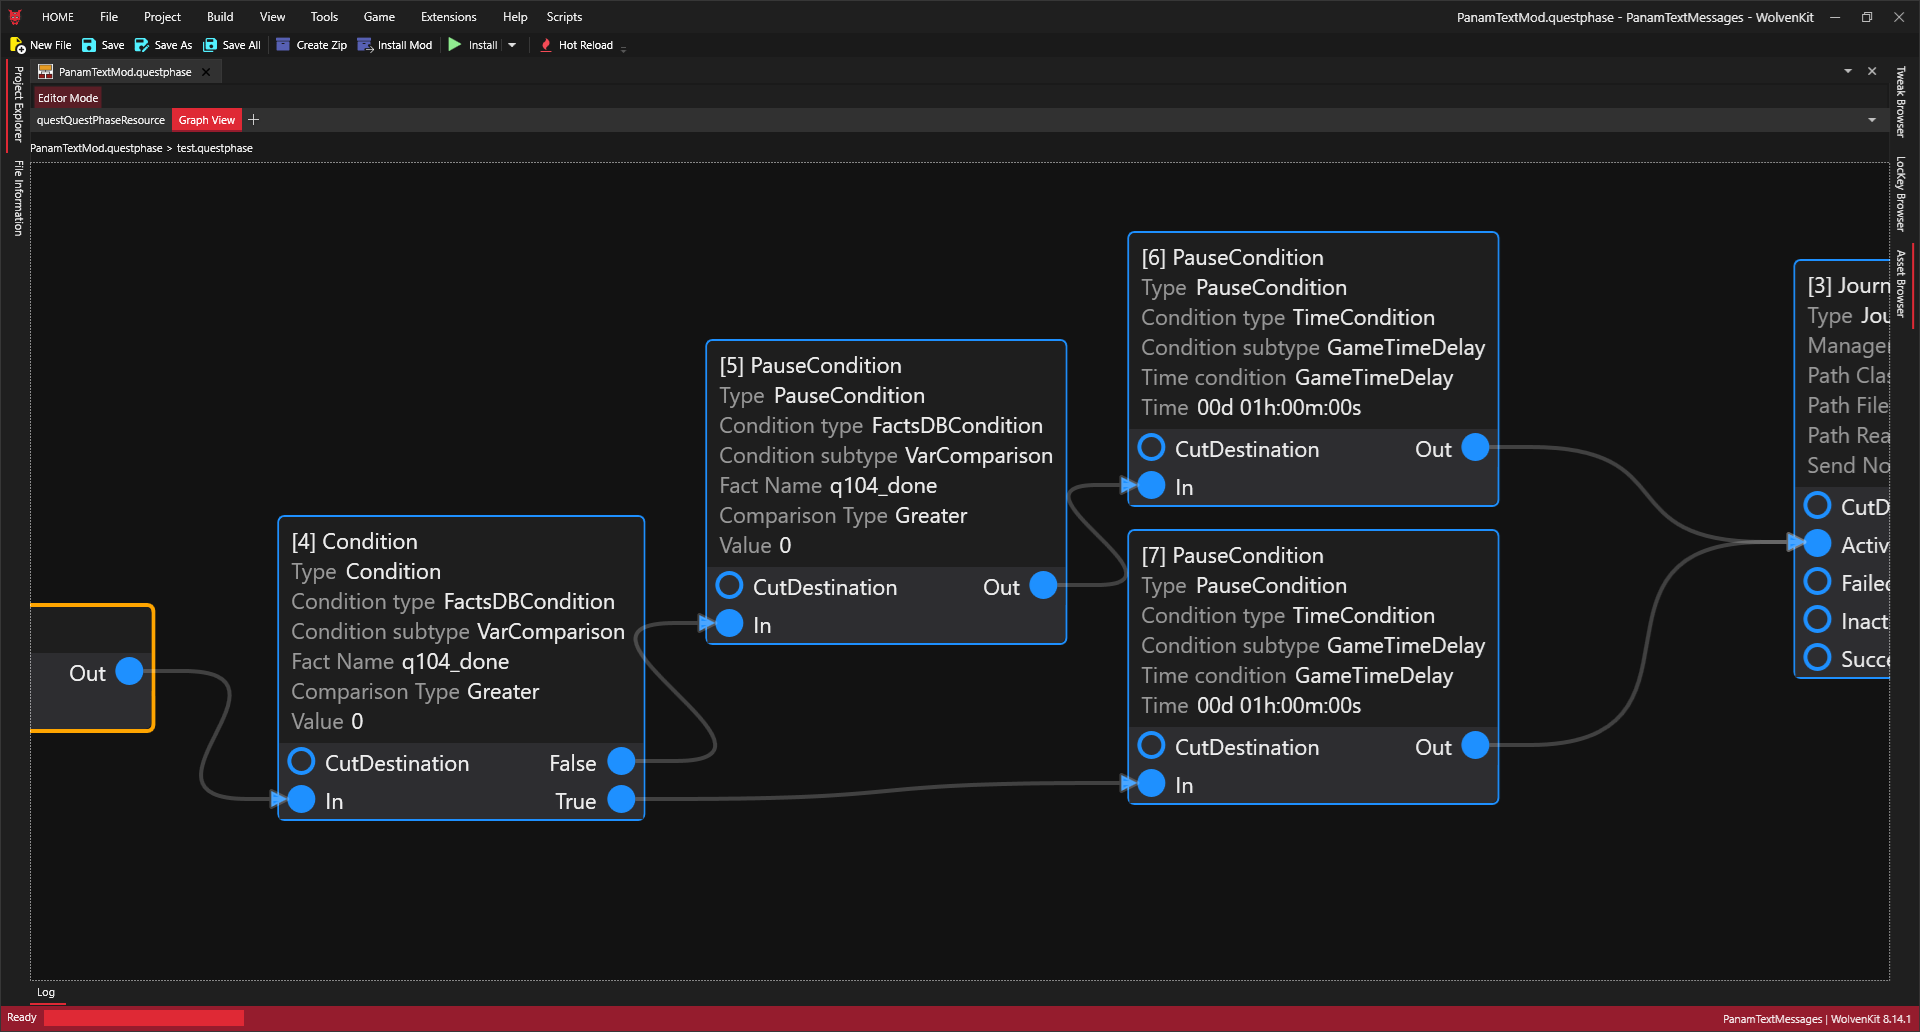 HOME File Project Build View Tools Game Extensions Help Scripts
PanamTextMod.questphase - PanamTextMessages - WolvenKit
New File Save Save As Save All Create Zip Install Mod Install Hot Reload
PanamTextMod.questphase
Editor Mode
questQuestPhaseResource Graph View
PanamTextMod.questphase > test.questphase
Project Explorer
File Information
Tweak Browser
LocKey Browser
Asset Browser
Out
[4] Condition
Type Condition
Condition type FactsDBCondition
Condition subtype VarComparison
Fact Name q104_done
Comparison Type Greater
Value 0
CutDestination False
In True
[5] PauseCondition
Type PauseCondition
Condition type FactsDBCondition
Condition subtype VarComparison
Fact Name q104_done
Comparison Type Greater
Value 0
CutDestination Out
In
[6] PauseCondition
Type PauseCondition
Condition type TimeCondition
Condition subtype GameTimeDelay
Time condition GameTimeDelay
Time 00d 01h:00m:00s
CutDestination Out
In
[7] PauseCondition
Type PauseCondition
Condition type TimeCondition
Condition subtype GameTimeDelay
Time condition GameTimeDelay
Time 00d 01h:00m:00s
CutDestination Out
In
[3] Journ
Type Jou
Manager
Path Clas
Path File
Path Rea
Send No
CutD
Activ
Failed
Inact
Succe
Log
Ready
PanamTextMessages | WolvenKit 8.14.1